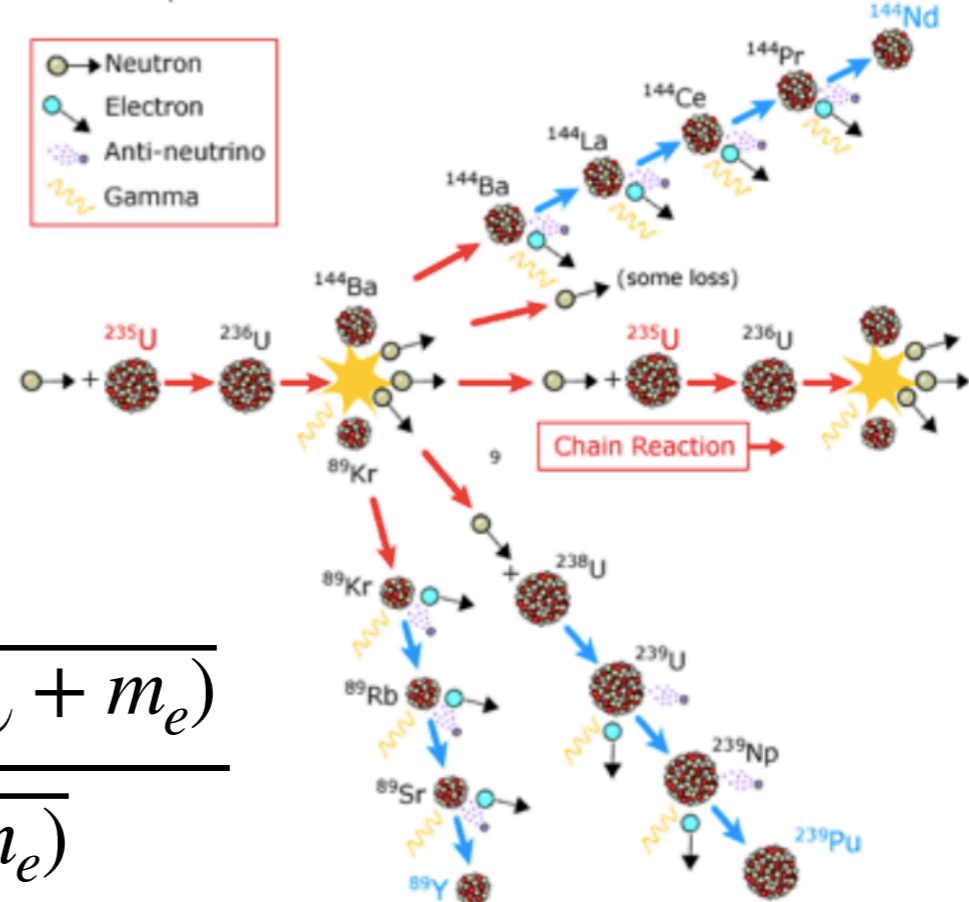 ¹⁴⁴Nd
¹⁴⁴Pr
¹⁴⁴Ce
¹⁴⁴La
¹⁴⁴Ba
Neutron
Electron
Anti-neutrino
Gamma
¹⁴⁴Ba
(some loss)
+
²³⁵U
²³⁶U
+
²³⁵U
²³⁶U
⁸⁹Kr
9
Chain Reaction
⁸⁹Kr
+
²³⁸U
⁸⁹Rb
²³⁹U
+ mₑ)
⁸⁹Sr
²³⁹Np
mₑ)
⁸⁹Y
²³⁹Pu